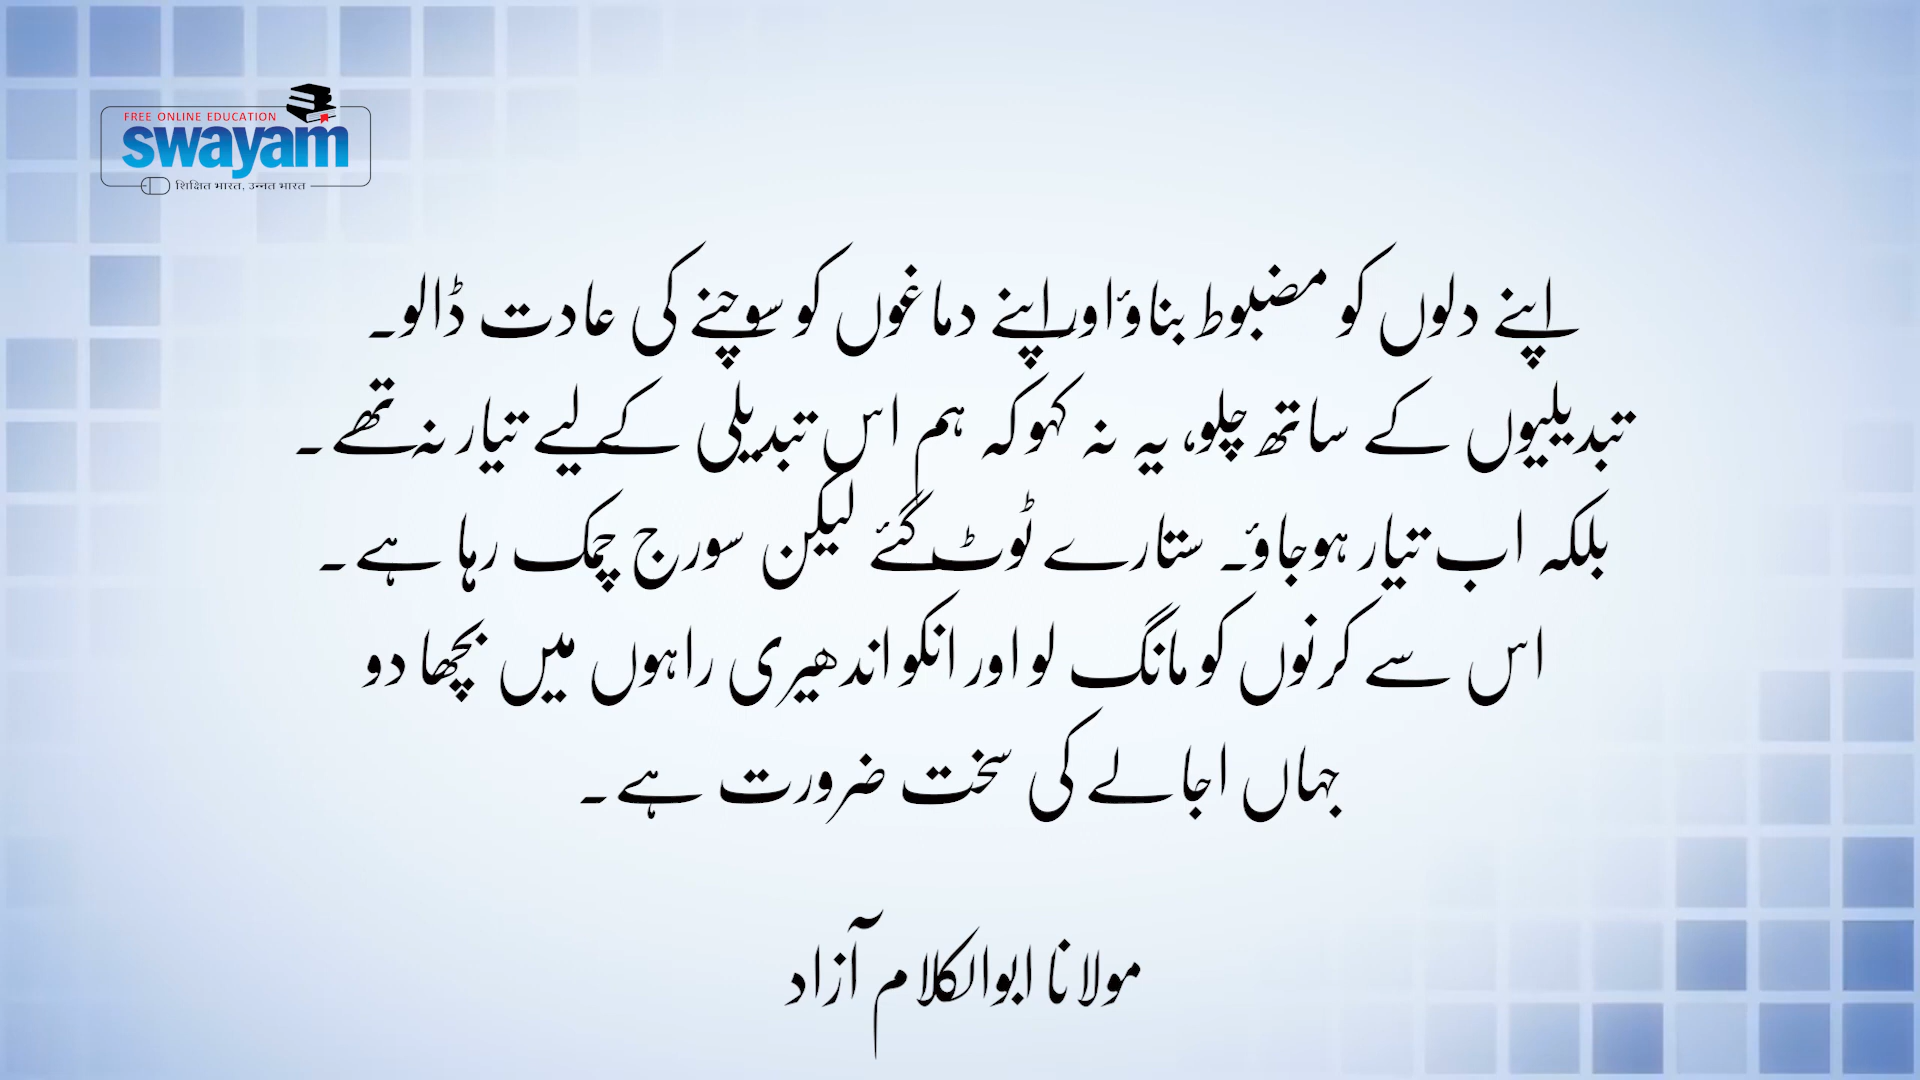 FREE ONLINE EDUCATION
swayam
शिक्षित भारत, उन्नत भारत
اپنے دلوں کو مضبوط بناؤ اور اپنے دماغوں کو سوچنے کی عادت ڈالو۔
تبدیلیوں کے ساتھ چلو، یہ نہ کہو کہ ہم اس تبدیلی کے لیے تیار نہ تھے۔
بلکہ اب تیار ہو جاؤ۔ ستارے ٹوٹ گئے لیکن سورج چمک رہا ہے۔
اس سے کرنوں کو مانگ لو اور انکو اندھیری راہوں میں بچھا دو
جہاں اجالے کی سخت ضرورت ہے۔
مولانا ابوالکلام آزاد